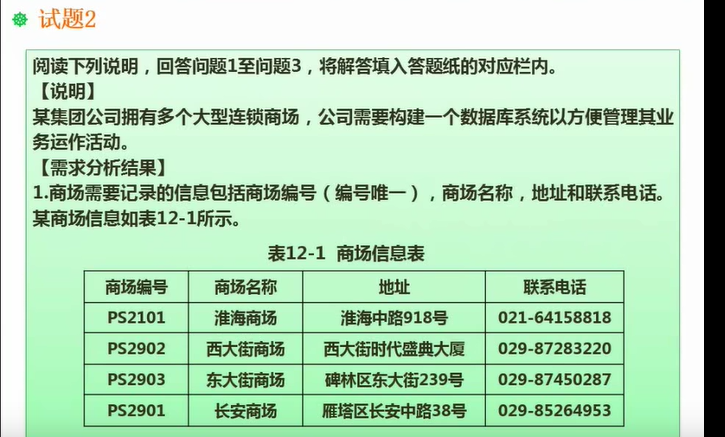 试题2
阅读下列说明，回答问题1至问题3，将解答填入答题纸的对应栏内。
【说明】
某集团公司拥有多个大型连锁商场，公司需要构建一个数据库系统以方便管理其业
务运作活动。
【需求分析结果】
1.商场需要记录的信息包括商场编号（编号唯一），商场名称，地址和联系电话。
某商场信息如表12-1所示。
表12-1 商场信息表
商场编号 商场名称 地址 联系电话
PS2101 淮海商场 淮海中路918号 021-64158818
PS2902 西大街商场 西大街时代盛典大厦 029-87283220
PS2903 东大街商场 碑林区东大街239号 029-87450287
PS2901 长安商场 雁塔区长安中路38号 029-85264953